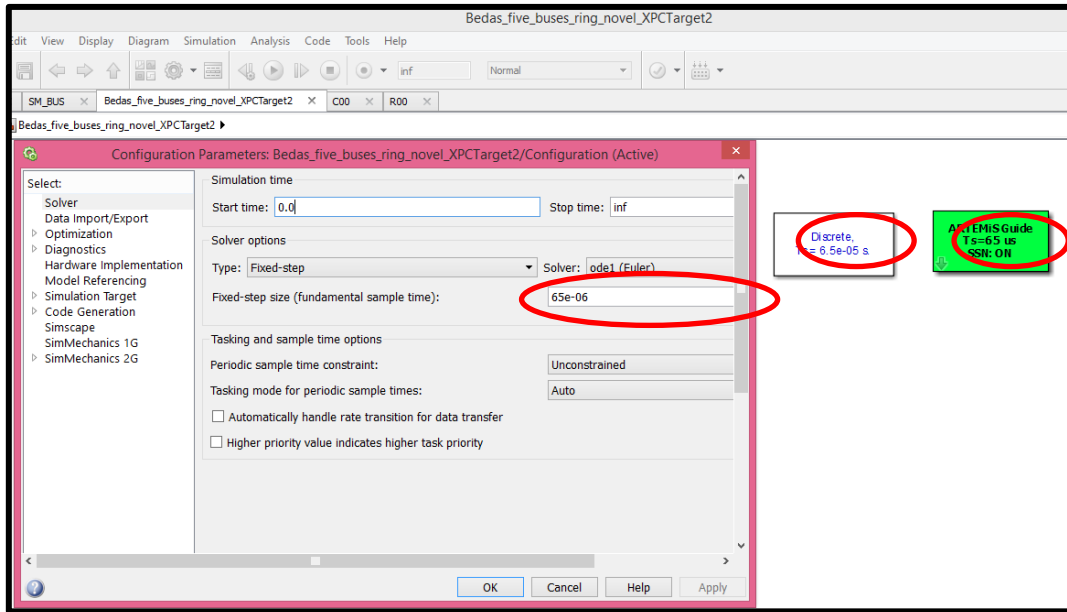 Bedas_five_buses_ring_novel_XPCTarget2
dit View Display Diagram Simulation Analysis Code Tools Help
inf Normal
SM_BUS Bedas_five_buses_ring_novel_XPCTarget2 C00 R00
Bedas_five_buses_ring_novel_XPCTarget2
Configuration Parameters: Bedas_five_buses_ring_novel_XPCTarget2/Configuration (Active)
Select:
Solver
Data Import/Export
Optimization
Diagnostics
Hardware Implementation
Model Referencing
Simulation Target
Code Generation
Simscape
SimMechanics 1G
SimMechanics 2G
Simulation time
Start time: 0.0 Stop time: inf
Solver options
Type: Fixed-step Solver: ode1 (Euler)
Fixed-step size (fundamental sample time): 65e-06
Tasking and sample time options
Periodic sample time constraint: Unconstrained
Tasking mode for periodic sample times: Auto
Automatically handle rate transition for data transfer
Higher priority value indicates higher task priority
OK Cancel Help Apply
Discrete,
Ts= 6.5e-05 s.
ARTEMiS Guide
Ts=65 us
SSN: ON